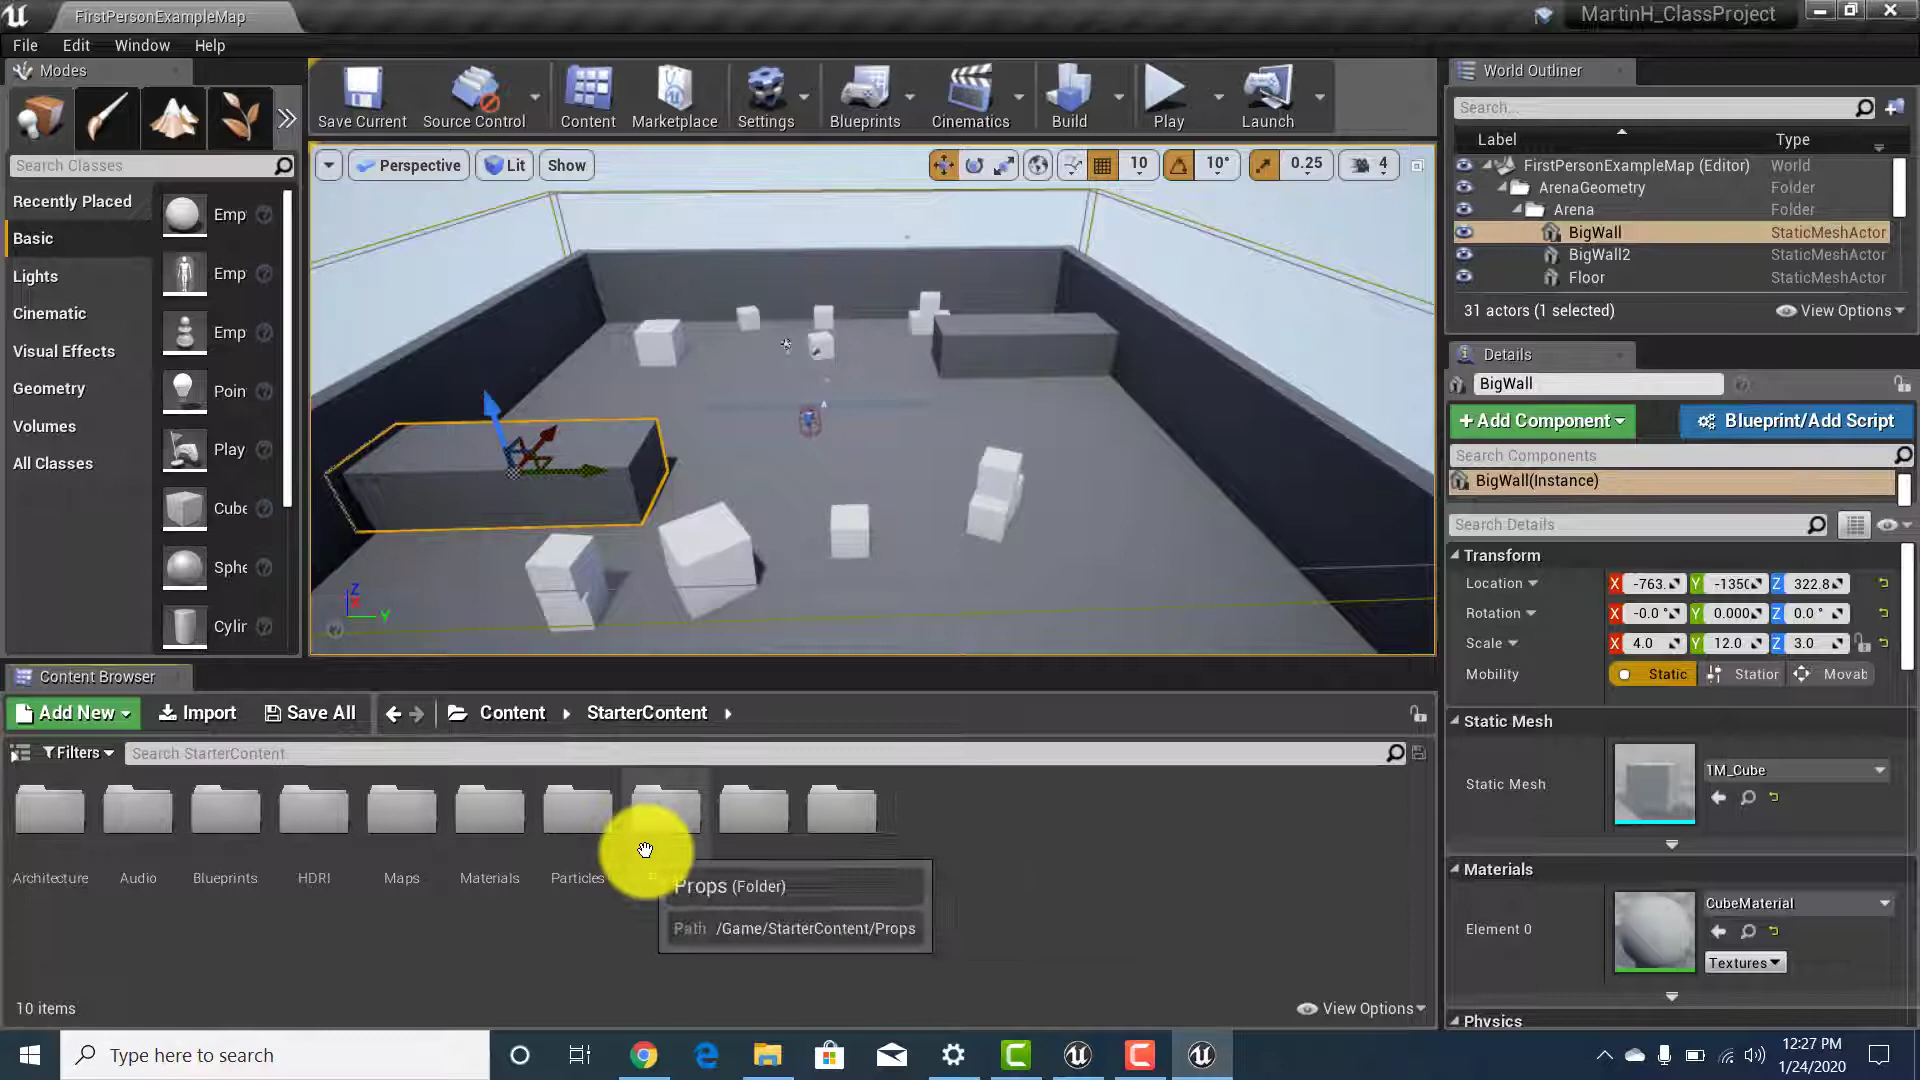 FirstPersonExampleMap
MartinH_ClassProject
File Edit Window Help
Modes
Search Classes
Recently Placed
Basic
Lights
Cinematic
Visual Effects
Geometry
Volumes
All Classes
Emp
Emp
Emp
Poin
Play
Cube
Sphe
Cylin
Save Current
Source Control
Content
Marketplace
Settings
Blueprints
Cinematics
Build
Play
Launch
Perspective
Lit
Show
10
10°
0.25
4
Z
X
Y
World Outliner
Search...
Label Type
FirstPersonExampleMap (Editor) World
ArenaGeometry Folder
Arena Folder
BigWall StaticMeshActor
BigWall2 StaticMeshActor
Floor StaticMeshActor
31 actors (1 selected) View Options
Details
BigWall
+Add Component
Blueprint/Add Script
Search Components
BigWall(Instance)
Search Details
Transform
Location X -763. Y -1350 Z 322.8
Rotation X -0.0 ° Y 0.000 Z 0.0 °
Scale X 4.0 Y 12.0 Z 3.0
Mobility Static Station Movab
Static Mesh
Static Mesh 1M_Cube
Materials
Element 0 CubeMaterial
Textures
Physics
Content Browser
Add New Import Save All Content StarterContent
Filters Search StarterContent
Architecture
Audio
Blueprints
HDRI
Maps
Materials
Particles
Props (Folder)
Path /Game/StarterContent/Props
10 items
View Options
Type here to search
12:27 PM
1/24/2020